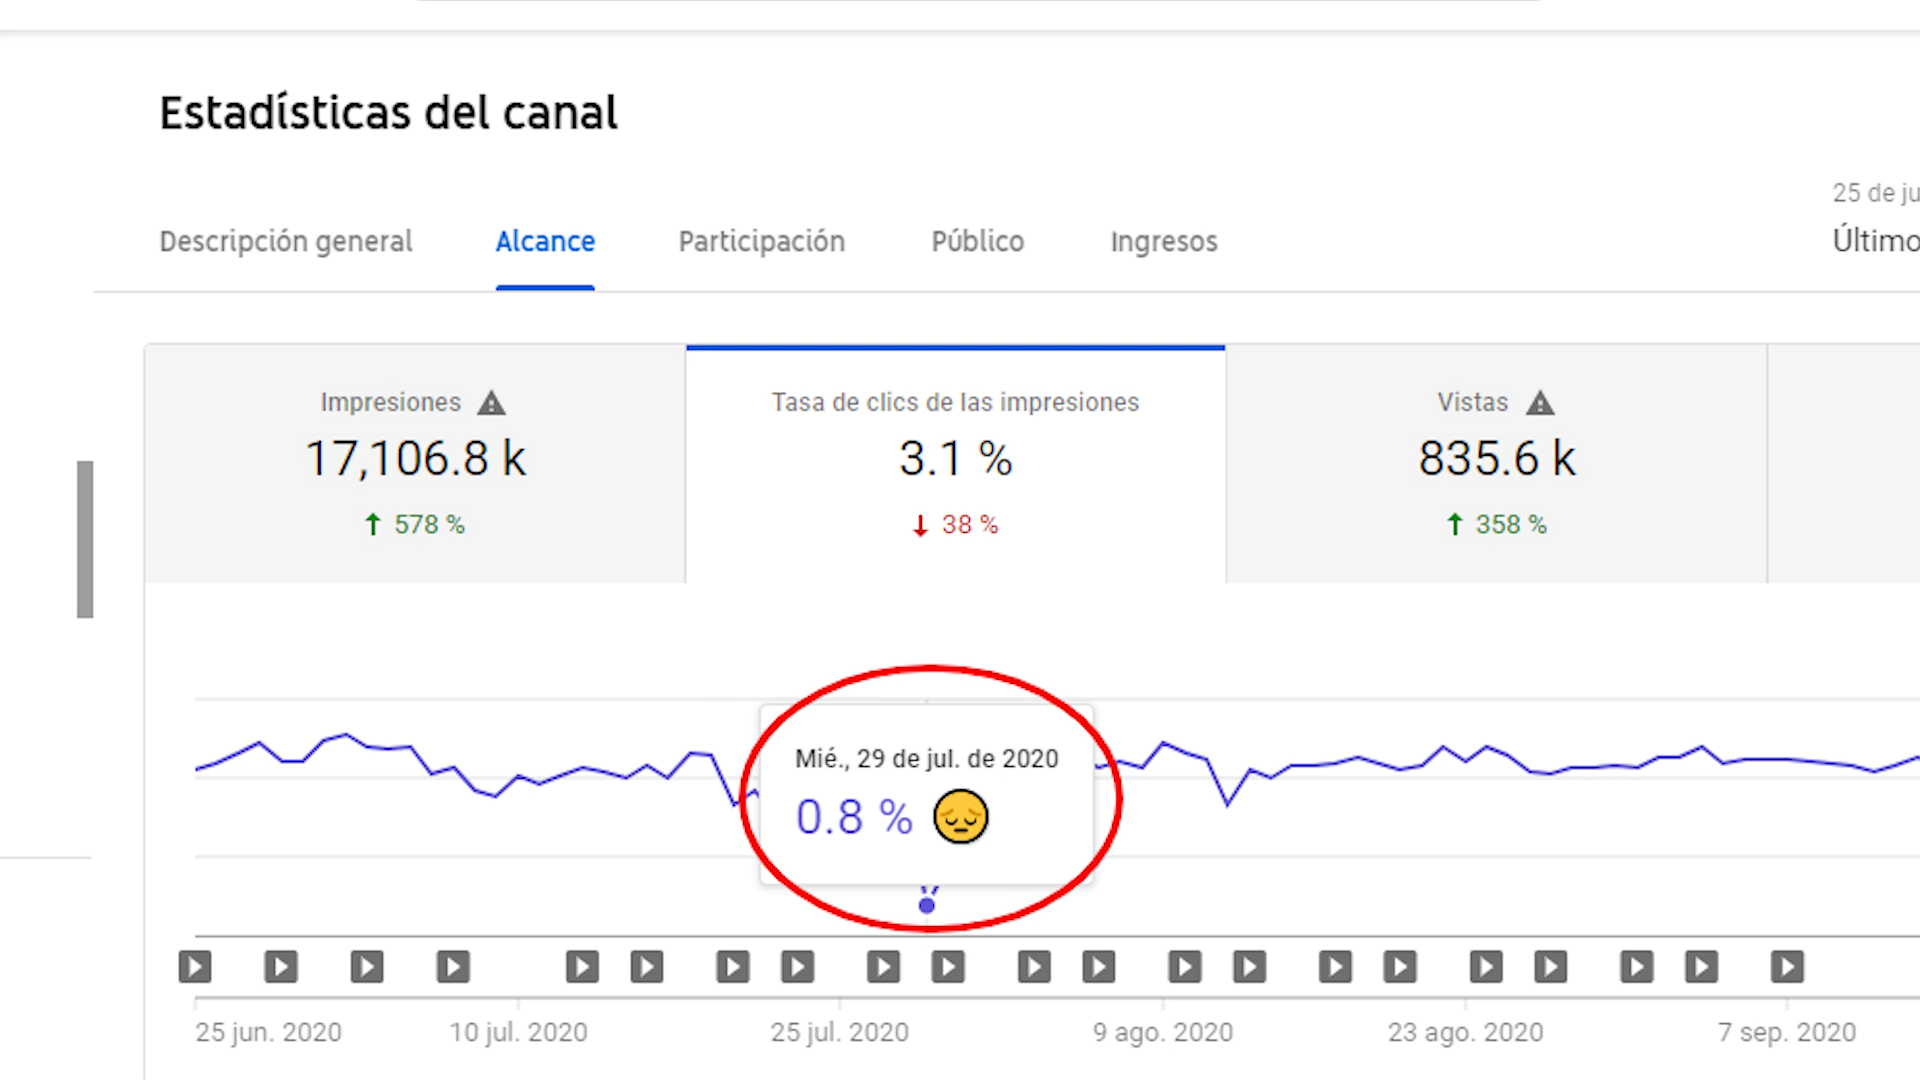 Estadísticas del canal
25 de ju
Descripción general Alcance Participación Público Ingresos Último
Impresiones Tasa de clics de las impresiones Vistas
17,106.8 k 3.1 % 835.6 k
↑ 578 % ↓ 38 % ↑ 358 %
Mié., 29 de jul. de 2020
0.8 % 😔
25 jun. 2020 10 jul. 2020 25 jul. 2020 9 ago. 2020 23 ago. 2020 7 sep. 2020